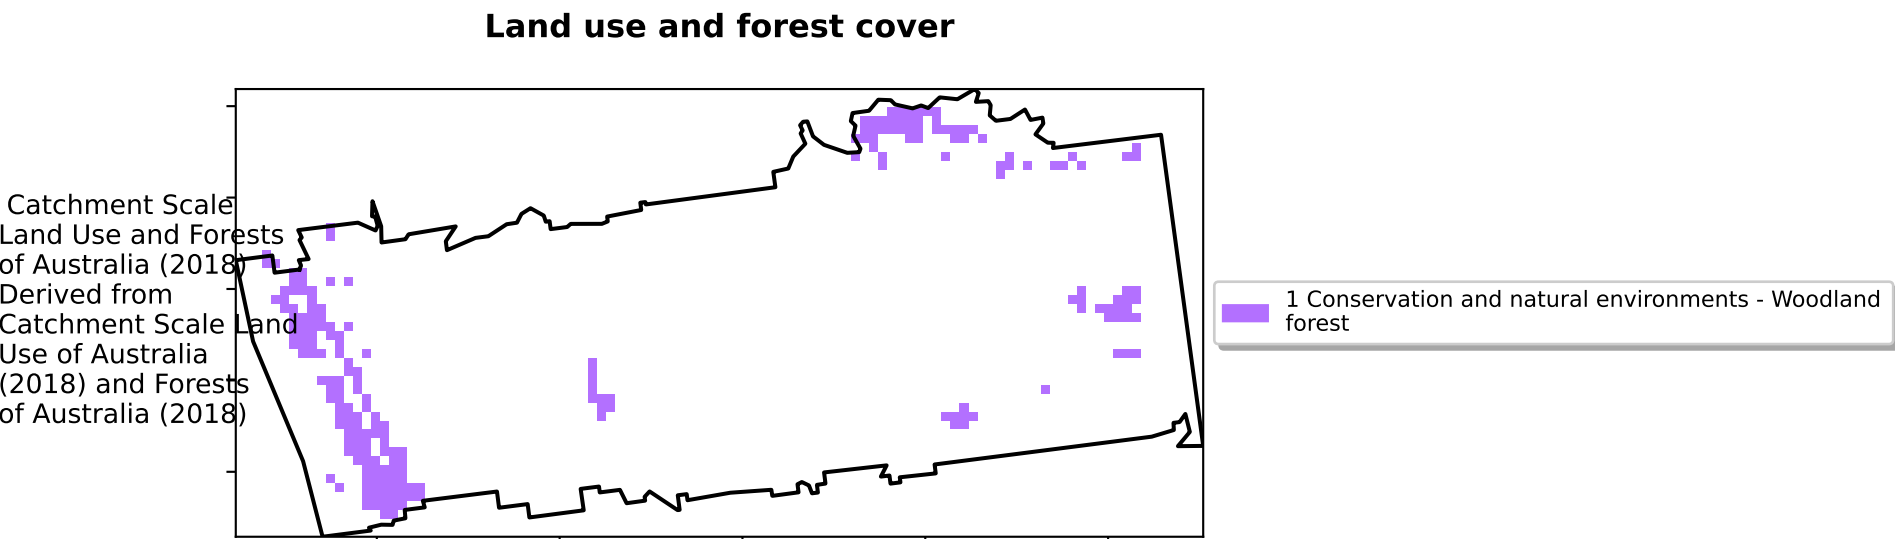 Land use and forest cover
Catchment Scale
Land Use and Forests
of Australia (2018)
Derived from
Catchment Scale Land
Use of Australia
(2018) and Forests
of Australia (2018)
1 Conservation and natural environments - Woodland
forest